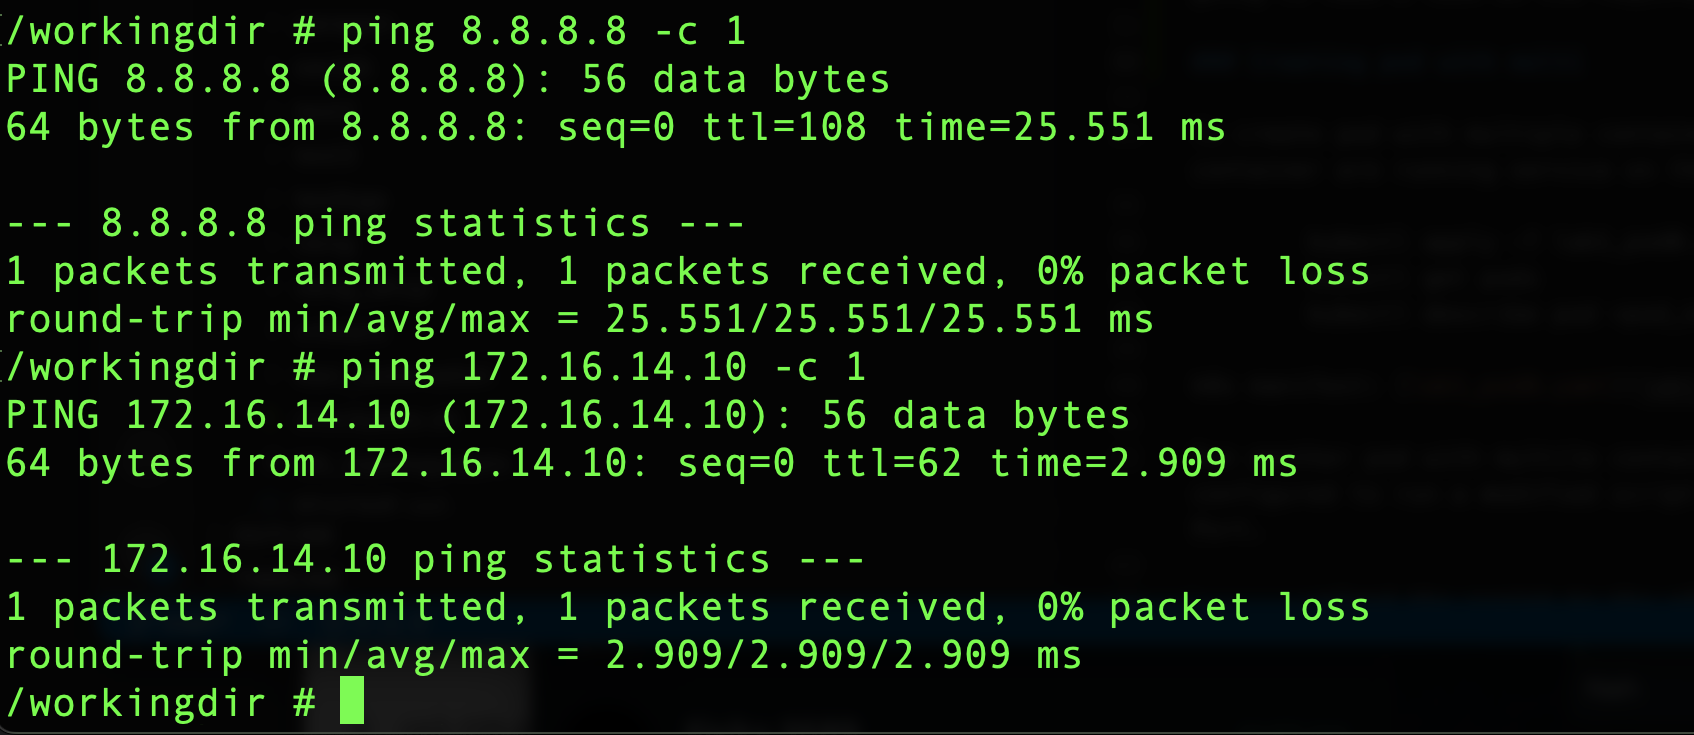 /workingdir # ping 8.8.8.8 -c 1
PING 8.8.8.8 (8.8.8.8): 56 data bytes
64 bytes from 8.8.8.8: seq=0 ttl=108 time=25.551 ms

--- 8.8.8.8 ping statistics ---
1 packets transmitted, 1 packets received, 0% packet loss
round-trip min/avg/max = 25.551/25.551/25.551 ms
/workingdir # ping 172.16.14.10 -c 1
PING 172.16.14.10 (172.16.14.10): 56 data bytes
64 bytes from 172.16.14.10: seq=0 ttl=62 time=2.909 ms

--- 172.16.14.10 ping statistics ---
1 packets transmitted, 1 packets received, 0% packet loss
round-trip min/avg/max = 2.909/2.909/2.909 ms
/workingdir #